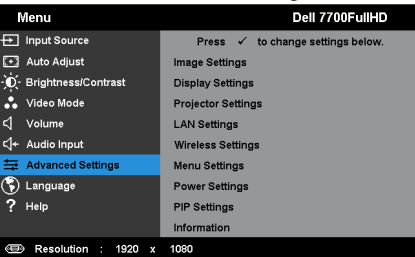 Menu Dell 7700FullHD
Input Source
Auto Adjust
Brightness/Contrast
Video Mode
Volume
Audio Input
Advanced Settings
Language
Help
Press ✓ to change settings below.
Image Settings
Display Settings
Projector Settings
LAN Settings
Wireless Settings
Menu Settings
Power Settings
PIP Settings
Information
Resolution : 1920 x 1080